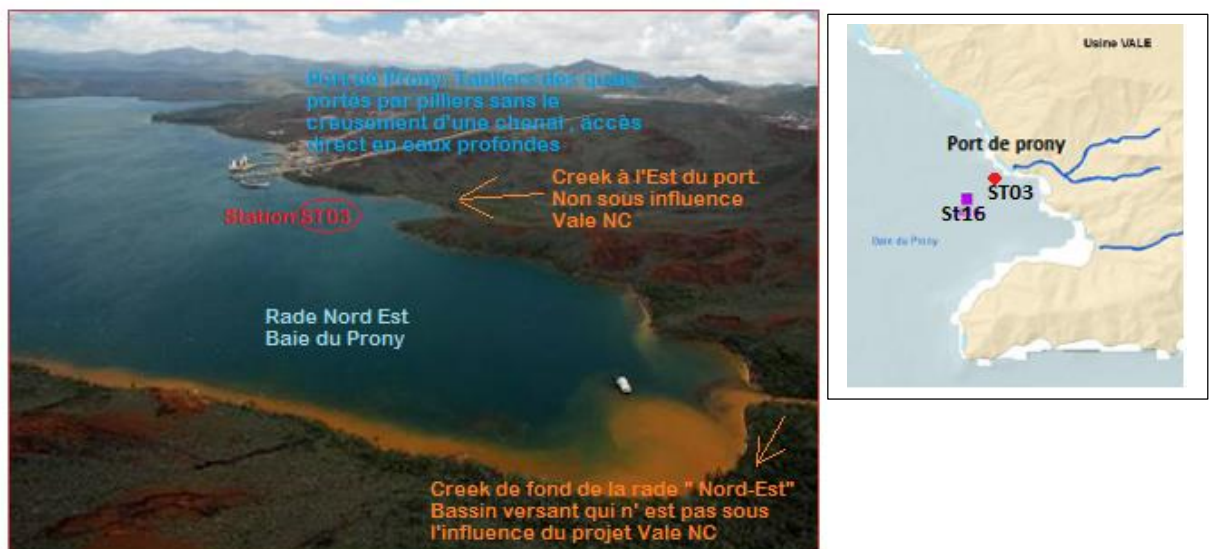 Port de Prony: Tabliers des quais
portés par pilliers sans le
creusement d'une chenal , accès
direct en eaux profondes
Creek à l'Est du port.
Non sous influence
Vale NC
Station ST03
Rade Nord Est
Baie du Prony
Creek de fond de la rade " Nord-Est"
Bassin versant qui n' est pas sous
l'influence du projet Vale NC
Usine VALE
Port de prony
ST03
St16
Baie du Prony